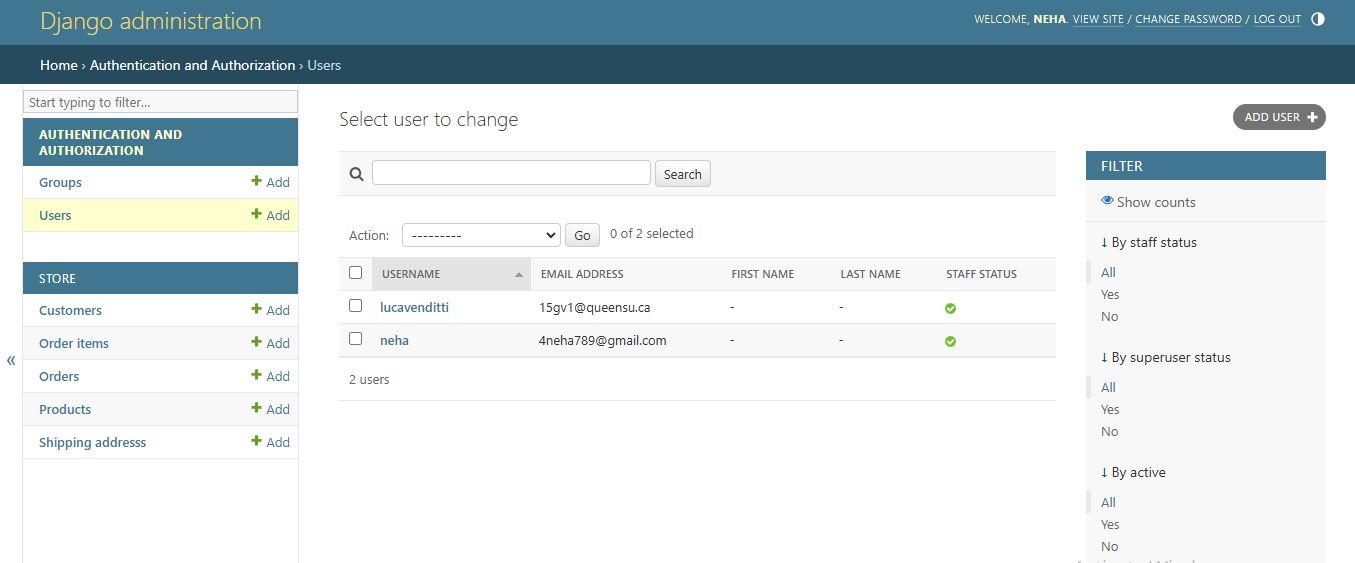 Django administration
WELCOME, NEHA. VIEW SITE / CHANGE PASSWORD / LOG OUT
Home › Authentication and Authorization › Users
Start typing to filter...
AUTHENTICATION AND
AUTHORIZATION
Groups + Add
Users + Add
STORE
Customers + Add
Order items + Add
Orders + Add
Products + Add
Shipping addresss + Add
«
Select user to change
ADD USER +
Search
Action: --------- Go 0 of 2 selected
USERNAME EMAIL ADDRESS FIRST NAME LAST NAME STAFF STATUS
lucavenditti 15gv1@queensu.ca - -
neha 4neha789@gmail.com - -
2 users
FILTER
Show counts
↓ By staff status
All
Yes
No
↓ By superuser status
All
Yes
No
↓ By active
All
Yes
No